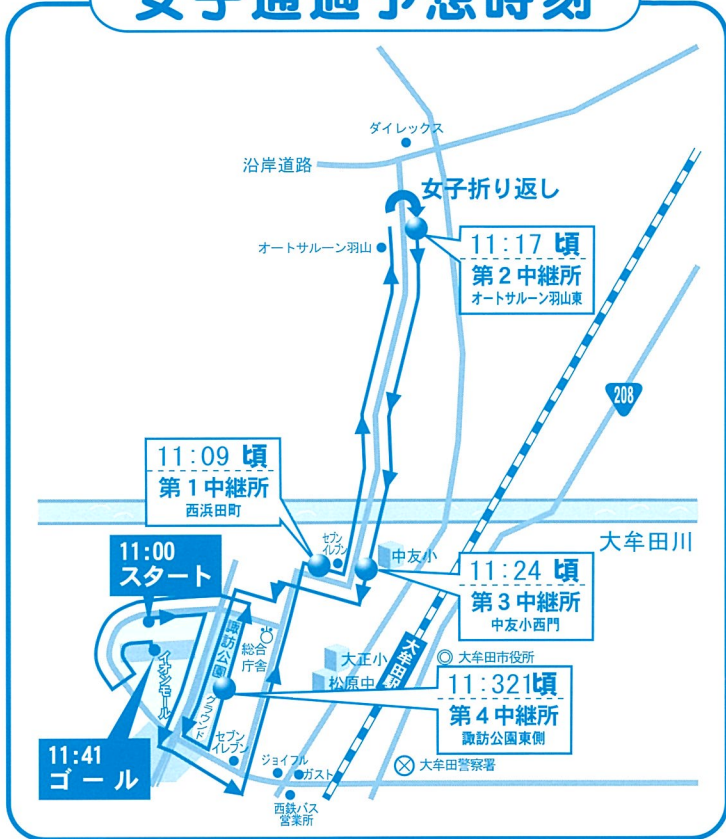 女子通過予想時刻
ダイレックス
沿岸道路
女子折り返し
オートサルーン羽山
11:17 頃
第2中継所
オートサルーン羽山東
208
11:09 頃
第1中継所
西浜田町
大牟田川
セブン
イレブン
中友小
11:00
スタート
11:24 頃
第3中継所
中友小西門
諏訪公園
総合
庁舎
大正小
松原中
大牟田駅
大牟田市役所
イオンモール
グラウンド
11:321頃
第4中継所
諏訪公園東側
セブン
イレブン
11:41
ゴール
ジョイフル
ガスト
大牟田警察署
西鉄バス
営業所